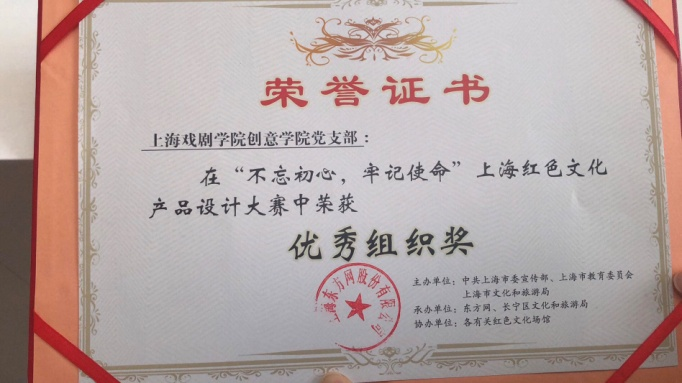 荣誉证书
上海戏剧学院创意学院党支部：
在“不忘初心，牢记使命”上海红色文化
产品设计大赛中荣获
优秀组织奖
主办单位：中共上海市委宣传部、上海市教育委员会
上海市文化和旅游局
承办单位：东方网、长宁区文化和旅游局
协办单位：各有关红色文化场馆
上海东方网股份有限公司